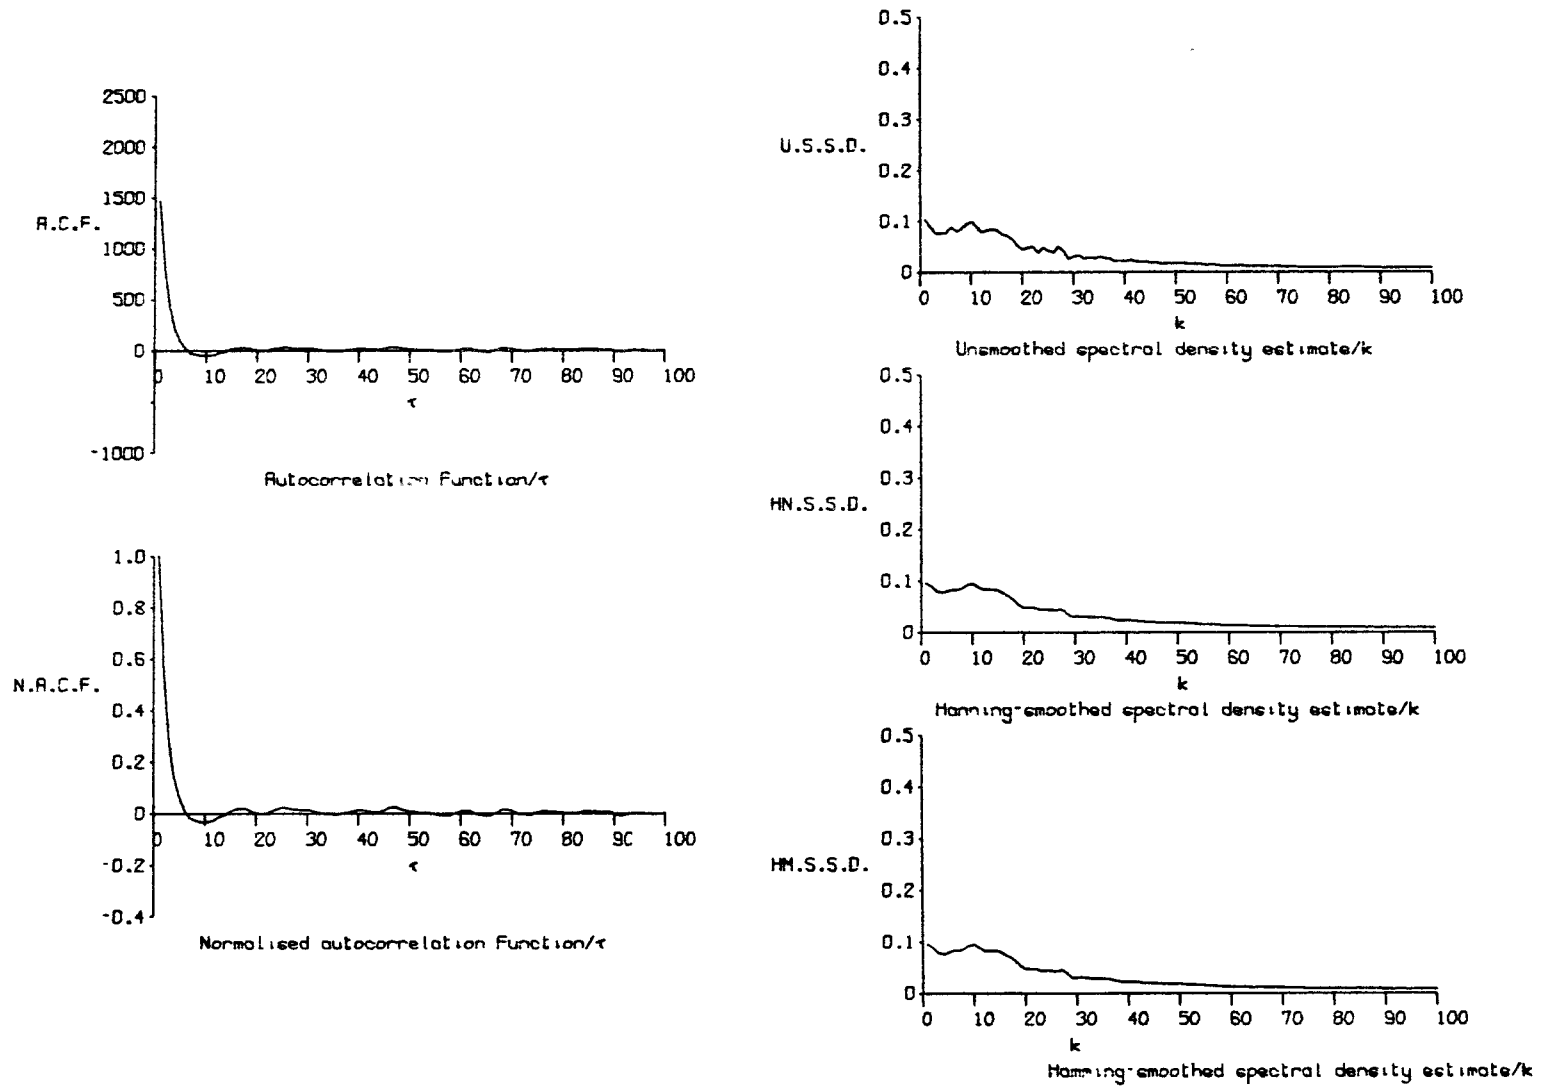 2500
2000
1500
A.C.F.
1000
500
0
0 10 20 30 40 50 60 70 80 90 100
τ
-1000
Autocorrelation Function/τ
1.0
0.8
0.6
N.A.C.F.
0.4
0.2
0
0 10 20 30 40 50 60 70 80 90 100
τ
-0.2
-0.4
Normalised autocorrelation Function/τ
0.5
0.4
0.3
U.S.S.D.
0.2
0.1
0
0 10 20 30 40 50 60 70 80 90 100
k
Unsmoothed spectral density estimate/k
0.5
0.4
0.3
HN.S.S.D.
0.2
0.1
0
0 10 20 30 40 50 60 70 80 90 100
k
Hanning-smoothed spectral density estimate/k
0.5
0.4
0.3
HM.S.S.D.
0.2
0.1
0
0 10 20 30 40 50 60 70 80 90 100
k
Hamming-smoothed spectral density estimate/k